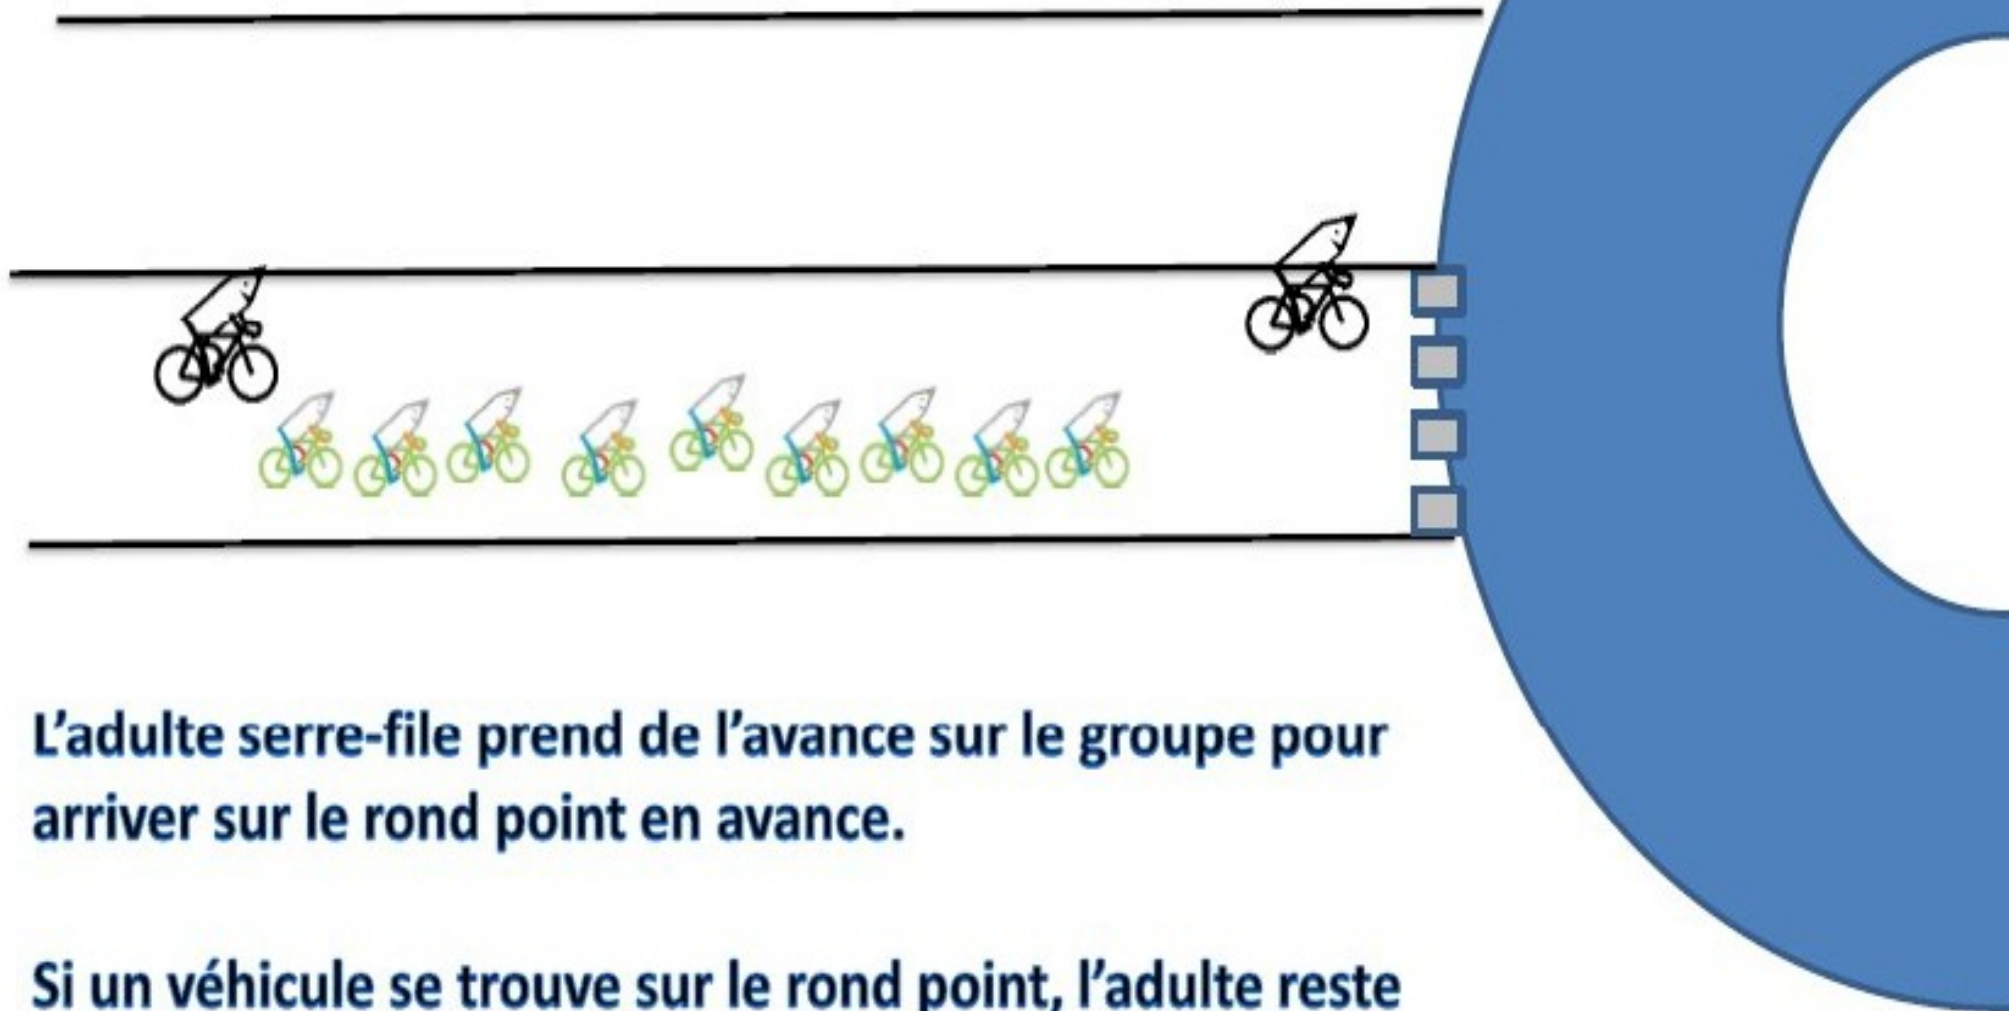 L’adulte serre-file prend de l’avance sur le groupe pour
arriver sur le rond point en avance.
Si un véhicule se trouve sur le rond point, l’adulte reste